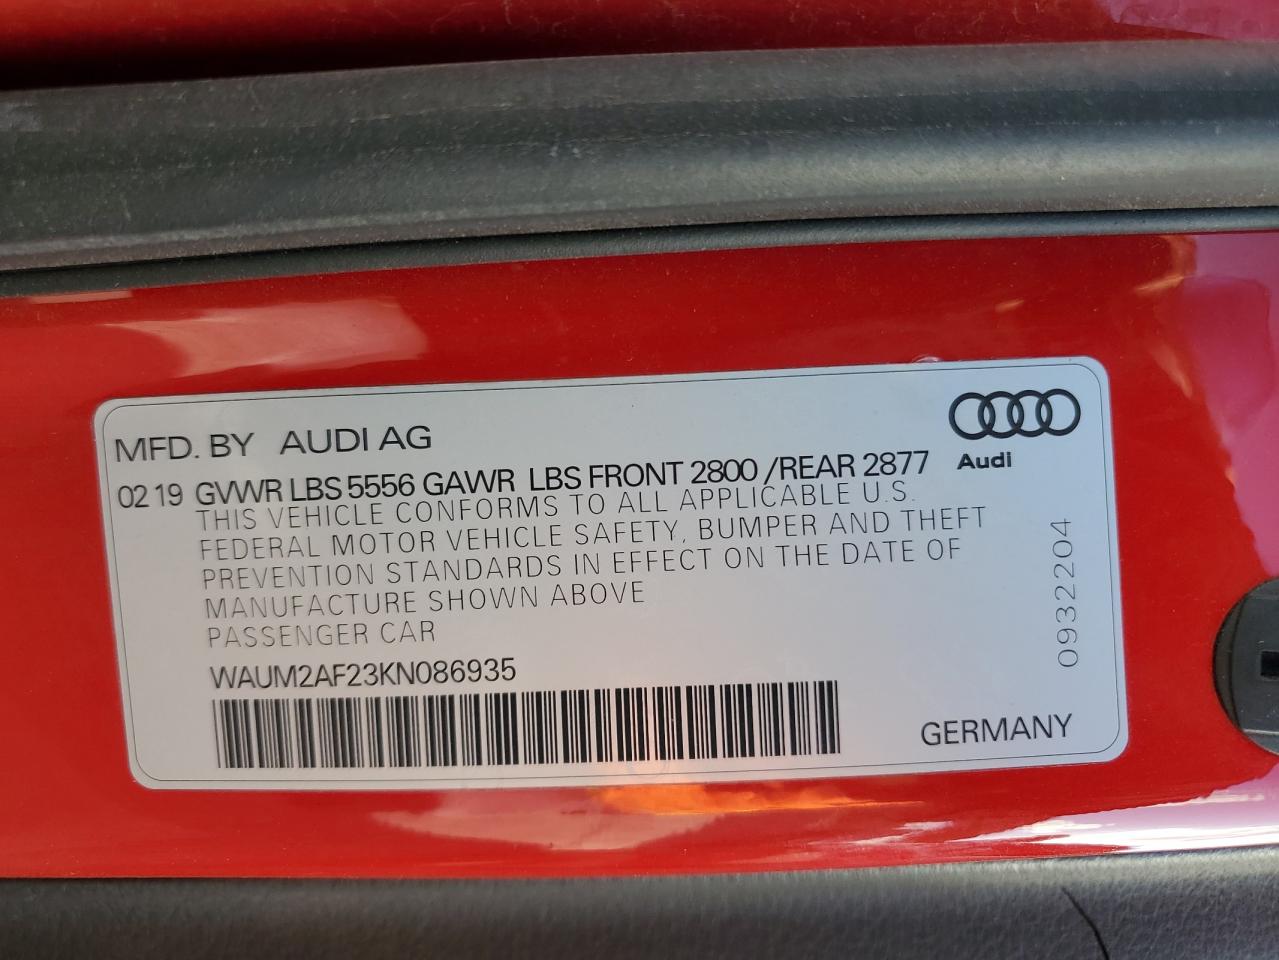 MFD. BY AUDI AG
Audi
02 19 GVWR LBS 5556 GAWR LBS FRONT 2800 / REAR 2877
THIS VEHICLE CONFORMS TO ALL APPLICABLE U.S.
FEDERAL MOTOR VEHICLE SAFETY, BUMPER AND THEFT
PREVENTION STANDARDS IN EFFECT ON THE DATE OF
MANUFACTURE SHOWN ABOVE
PASSENGER CAR
WAUM2AF23KN086935
GERMANY
0932204